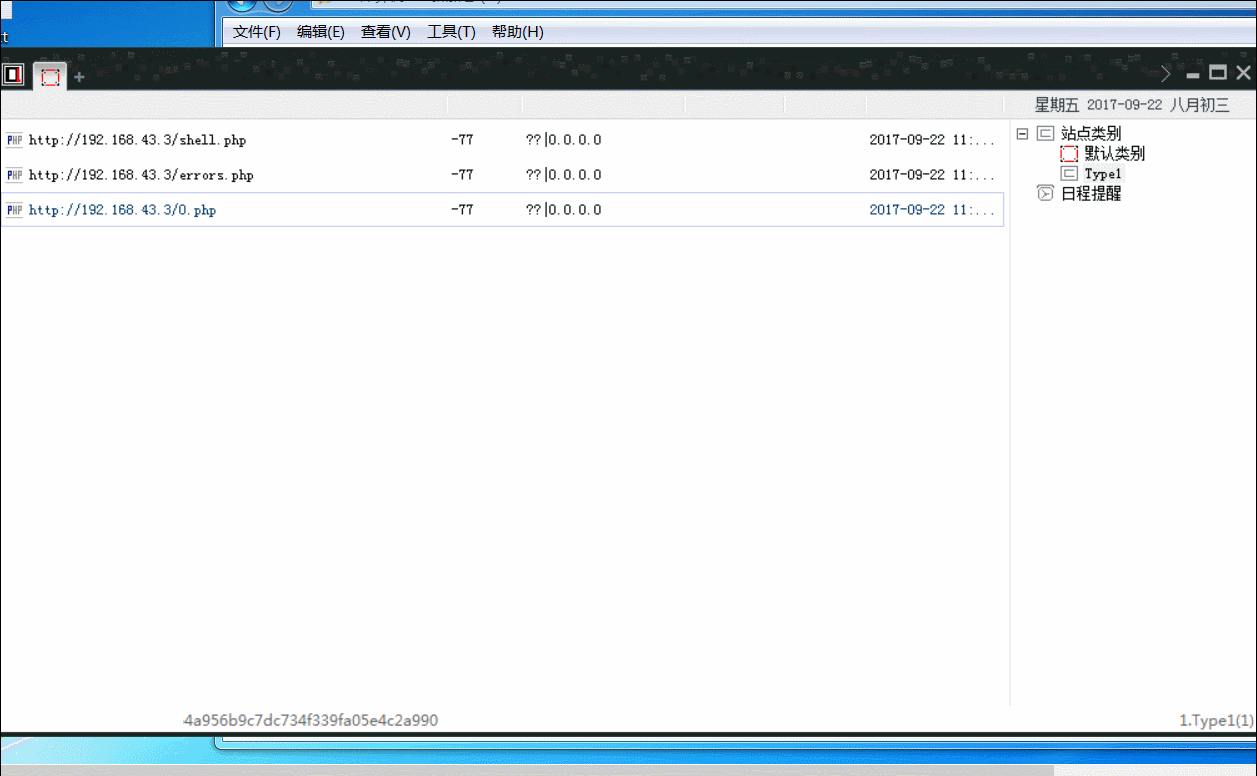 文件(F) 编辑(E) 查看(V) 工具(T) 帮助(H)
星期五 2017-09-22 八月初三
PHP http://192.168.43.3/shell.php -77 ??|0.0.0.0 2017-09-22 11:...
PHP http://192.168.43.3/errors.php -77 ??|0.0.0.0 2017-09-22 11:...
PHP http://192.168.43.3/0.php -77 ??|0.0.0.0 2017-09-22 11:...
站点类别
默认类别
Type1
日程提醒
4a956b9c7dc734f339fa05e4c2a990
1.Type1(1)